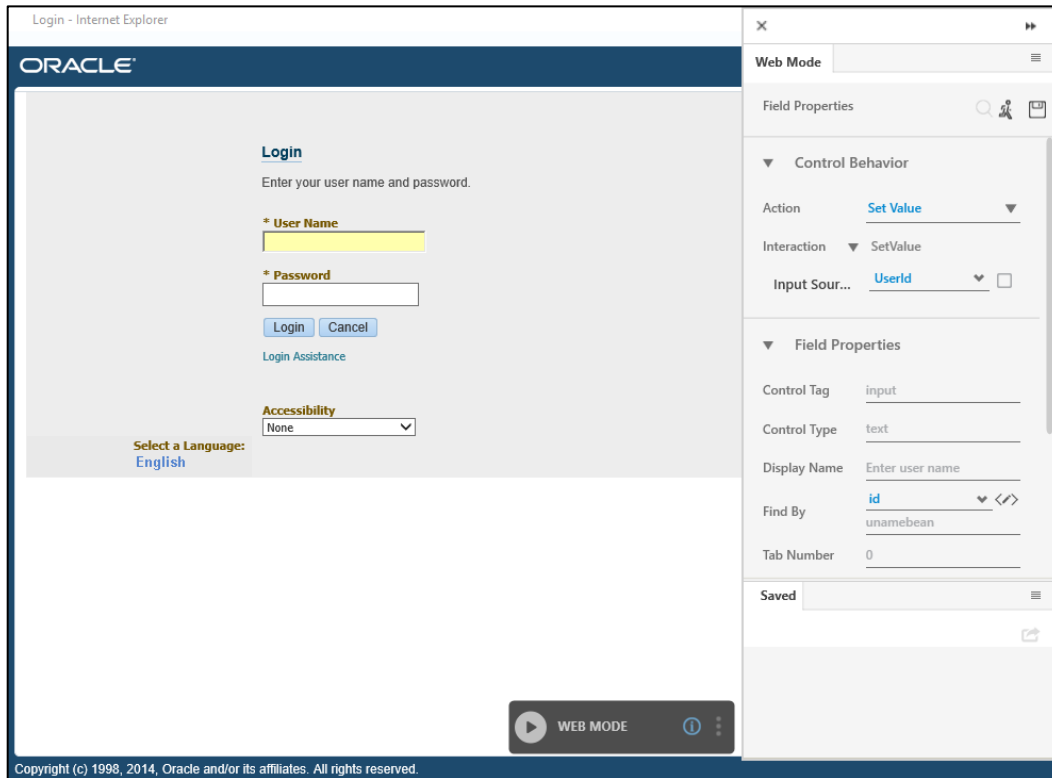 Login - Internet Explorer
ORACLE
Login
Enter your user name and password.
* User Name
* Password
Login Cancel
Login Assistance
Accessibility
None
Select a Language:
English
WEB MODE
Copyright (c) 1998, 2014, Oracle and/or its affiliates. All rights reserved.
Web Mode
Field Properties
Control Behavior
Action Set Value
Interaction SetValue
Input Sour... UserId
Field Properties
Control Tag input
Control Type text
Display Name Enter user name
Find By id
unamebean
Tab Number 0
Saved